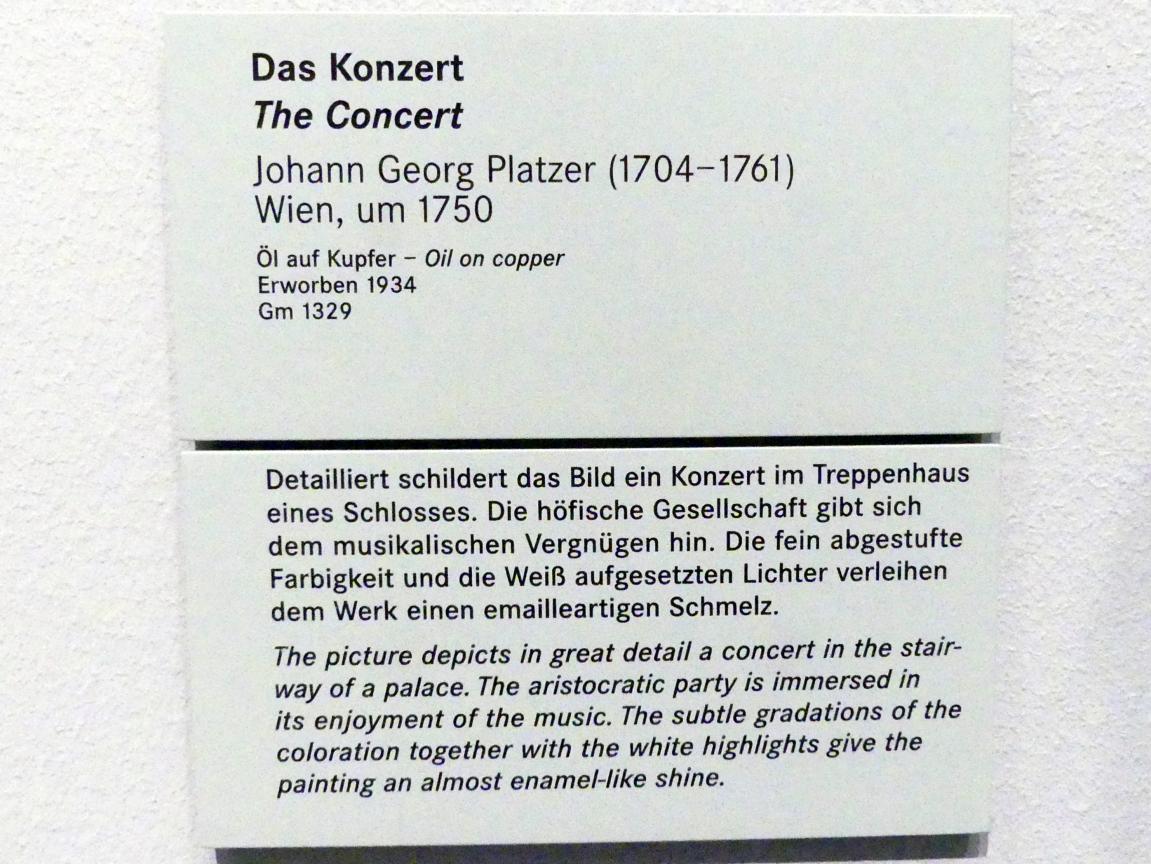 Das Konzert
The Concert
Johann Georg Platzer (1704–1761)
Wien, um 1750
Öl auf Kupfer – Oil on copper
Erworben 1934
Gm 1329
Detailliert schildert das Bild ein Konzert im Treppenhaus
eines Schlosses. Die höfische Gesellschaft gibt sich
dem musikalischen Vergnügen hin. Die fein abgestufte
Farbigkeit und die Weiß aufgesetzten Lichter verleihen
dem Werk einen emailleartigen Schmelz.
The picture depicts in great detail a concert in the stair-
way of a palace. The aristocratic party is immersed in
its enjoyment of the music. The subtle gradations of the
coloration together with the white highlights give the
painting an almost enamel-like shine.